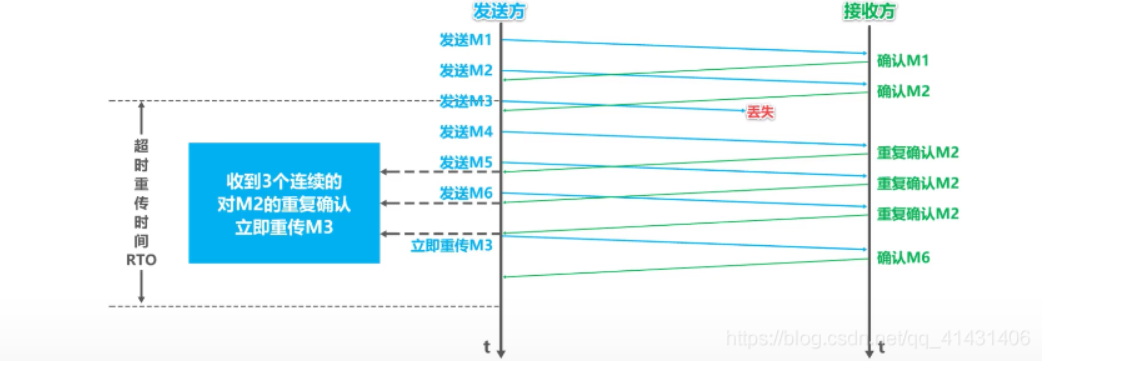 发送方
接收方
发送M1
确认M1
发送M2
确认M2
发送M3
丢失
发送M4
重复确认M2
发送M5
重复确认M2
发送M6
重复确认M2
立即重传M3
确认M6
超时重传时间RTO
收到3个连续的
对M2的重复确认
立即重传M3
t
t
https://blog.csdn.net/qq_41431406